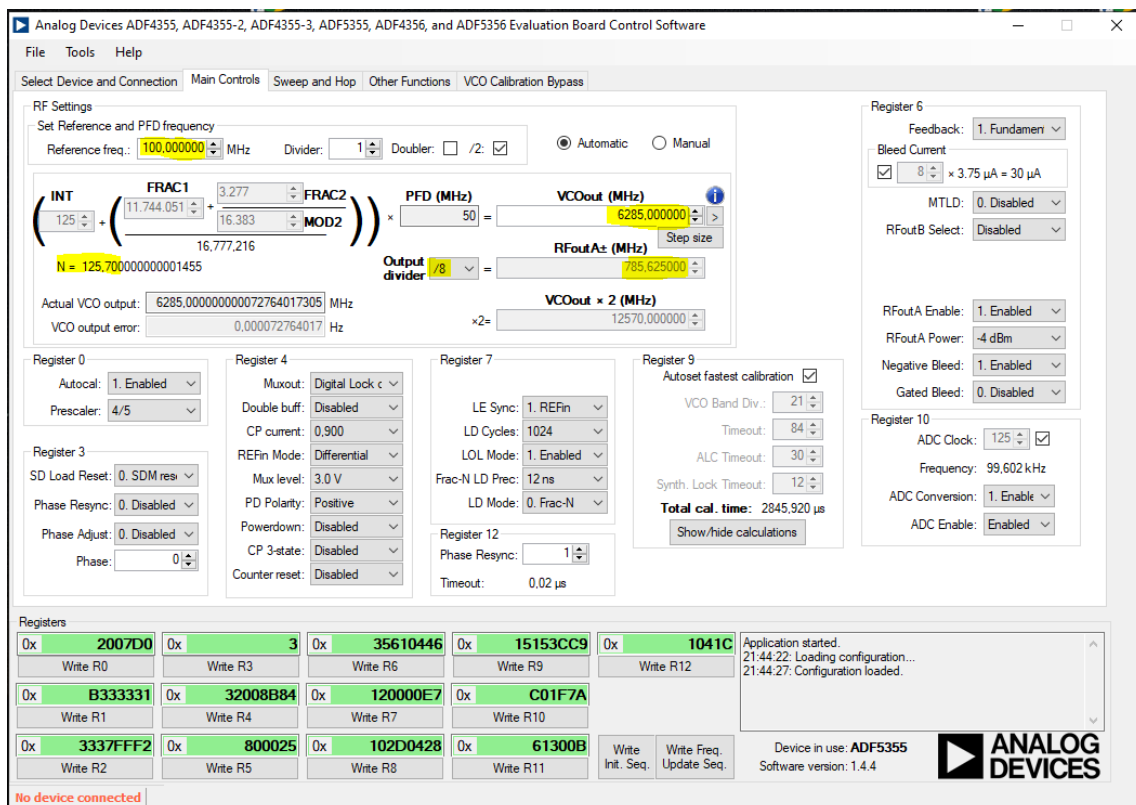 Analog Devices ADF4355, ADF4355-2, ADF4355-3, ADF5355, ADF4356, and ADF5356 Evaluation Board Control Software
File Tools Help
Select Device and Connection Main Controls Sweep and Hop Other Functions VCO Calibration Bypass
RF Settings
Set Reference and PFD frequency
Reference freq.: 100,000000 MHz Divider: 1 Doubler: /2: Automatic Manual
INT FRAC1 3.277 FRAC2 PFD (MHz) VCOout (MHz)
( 125 + ( 11.744.051 + 16.383 MOD2 ) ) × 50 = 6285,000000 >
16,777,216
Step size
N = 125,700000000001455
RFoutA± (MHz)
Output divider /8 = 785,625000
Actual VCO output: 6285,000000000072764017305 MHz
VCOout × 2 (MHz)
VCO output error: 0,000072764017 Hz
×2= 12570,000000
Register 0
Autocal: 1. Enabled
Prescaler: 4/5
Register 3
SD Load Reset: 0. SDM res
Phase Resync: 0. Disabled
Phase Adjust: 0. Disabled
Phase: 0
Register 4
Muxout: Digital Lock
Double buff: Disabled
CP current: 0,900
REFin Mode: Differential
Mux level: 3.0 V
PD Polarity: Positive
Powerdown: Disabled
CP 3-state: Disabled
Counter reset: Disabled
Register 7
LE Sync: 1. REFin
LD Cycles: 1024
LOL Mode: 1. Enabled
Frac-N LD Prec: 12 ns
LD Mode: 0. Frac-N
Register 12
Phase Resync: 1
Timeout: 0,02 µs
Register 9
Autoset fastest calibration
VCO Band Div.: 21
Timeout: 84
ALC Timeout: 30
Synth. Lock Timeout: 12
Total cal. time: 2845,920 µs
Show/hide calculations
Register 6
Feedback: 1. Fundamen
Bleed Current
8 × 3.75 µA = 30 µA
MTLD: 0. Disabled
RFoutB Select: Disabled
RFoutA Enable: 1. Enabled
RFoutA Power: -4 dBm
Negative Bleed: 1. Enabled
Gated Bleed: 0. Disabled
Register 10
ADC Clock: 125
Frequency: 99,602 kHz
ADC Conversion: 1. Enable
ADC Enable: Enabled
Registers
0x 2007D0 0x 3 0x 35610446 0x 15153CC9 0x 1041C
Write R0 Write R3 Write R6 Write R9 Write R12
0x B333331 0x 32008B84 0x 120000E7 0x C01F7A
Write R1 Write R4 Write R7 Write R10
0x 3337FFF2 0x 800025 0x 102D0428 0x 61300B
Write R2 Write R5 Write R8 Write R11
Write Init. Seq. Write Freq. Update Seq.
Application started.
21:44:22: Loading configuration...
21:44:27: Configuration loaded.
Device in use: ADF5355
Software version: 1.4.4
ANALOG
DEVICES
No device connected